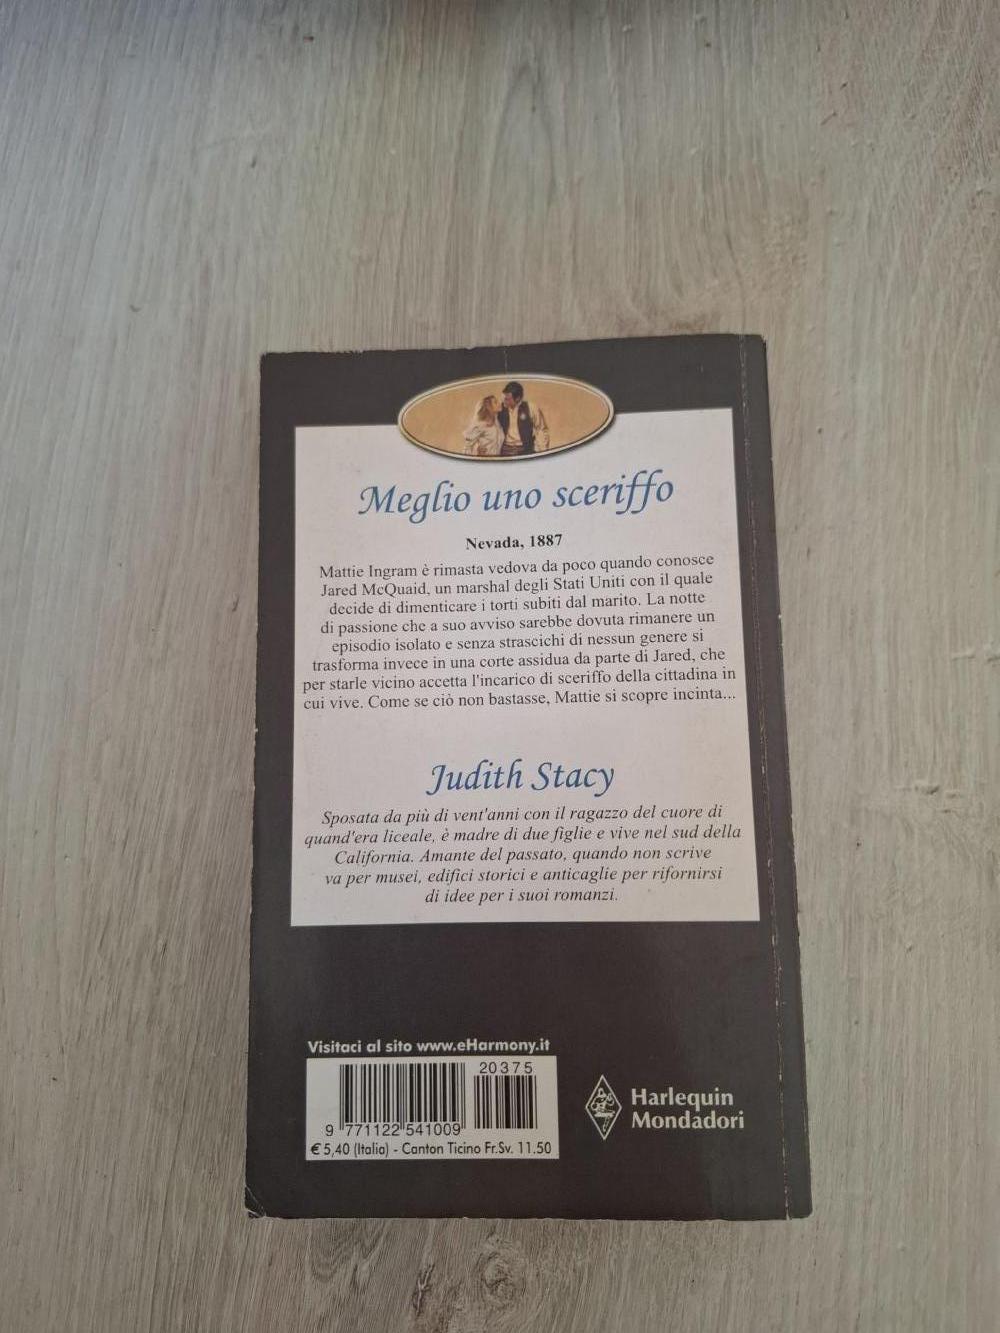 Meglio uno sceriffo
Nevada, 1887
Mattie Ingram è rimasta vedova da poco quando conosce
Jared McQuaid, un marshal degli Stati Uniti con il quale
decide di dimenticare i torti subiti dal marito. La notte
di passione che a suo avviso sarebbe dovuta rimanere un
episodio isolato e senza strascichi di nessun genere si
trasforma invece in una corte assidua da parte di Jared, che
per starle vicino accetta l'incarico di sceriffo della cittadina in
cui vive. Come se ciò non bastasse, Mattie si scopre incinta...
Judith Stacy
Sposata da più di vent'anni con il ragazzo del cuore di
quand'era liceale, è madre di due figlie e vive nel sud della
California. Amante del passato, quando non scrive
va per musei, edifici storici e anticaglie per rifornirsi
di idee per i suoi romanzi.
Visitaci al sito www.eHarmony.it
20375
9 771122 541009
€ 5,40 (Italia) - Canton Ticino Fr.Sv. 11.50
Harlequin
Mondadori